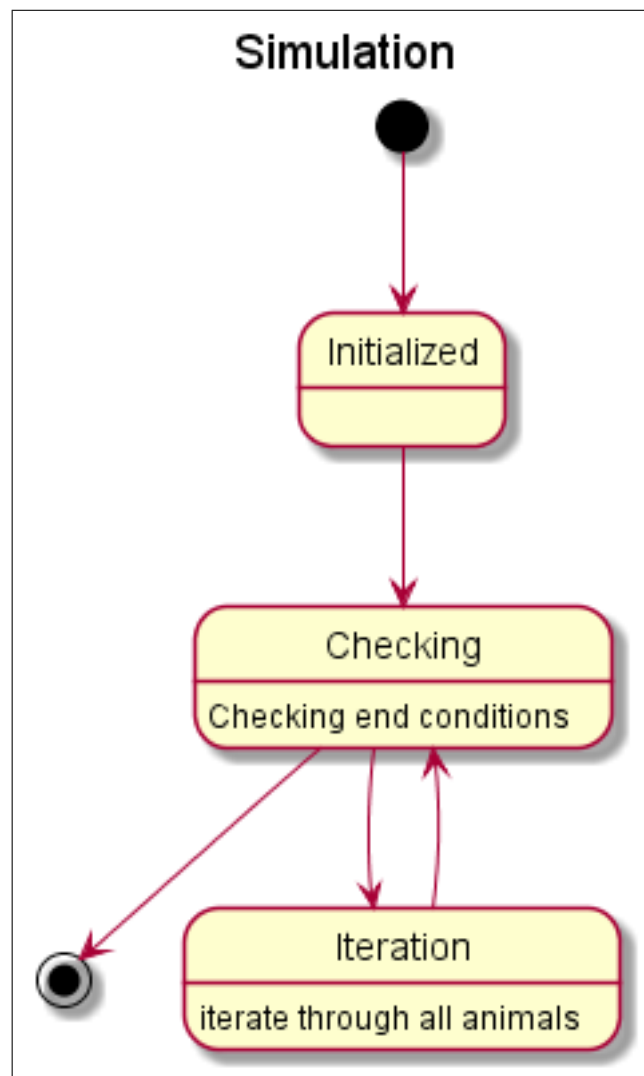 Simulation
Initialized
Checking
Checking end conditions
Iteration
iterate through all animals